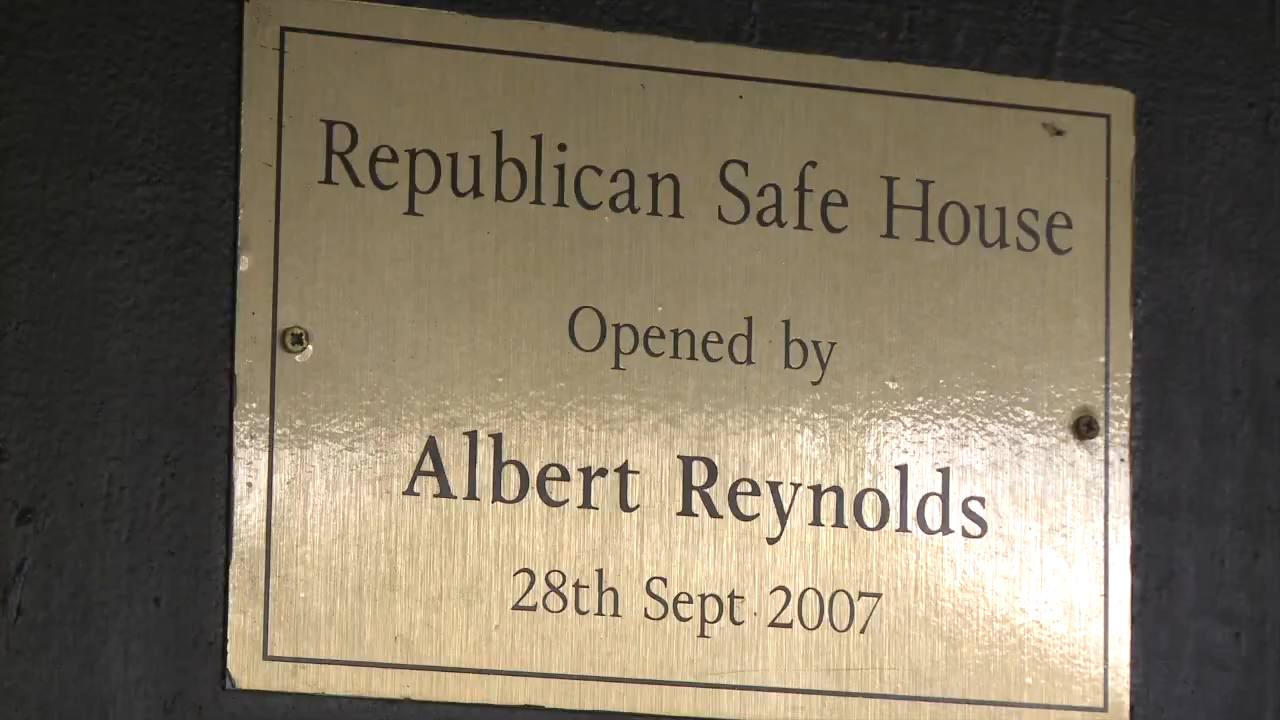 Republican Safe House
Opened by
Albert Reynolds
28th Sept 2007